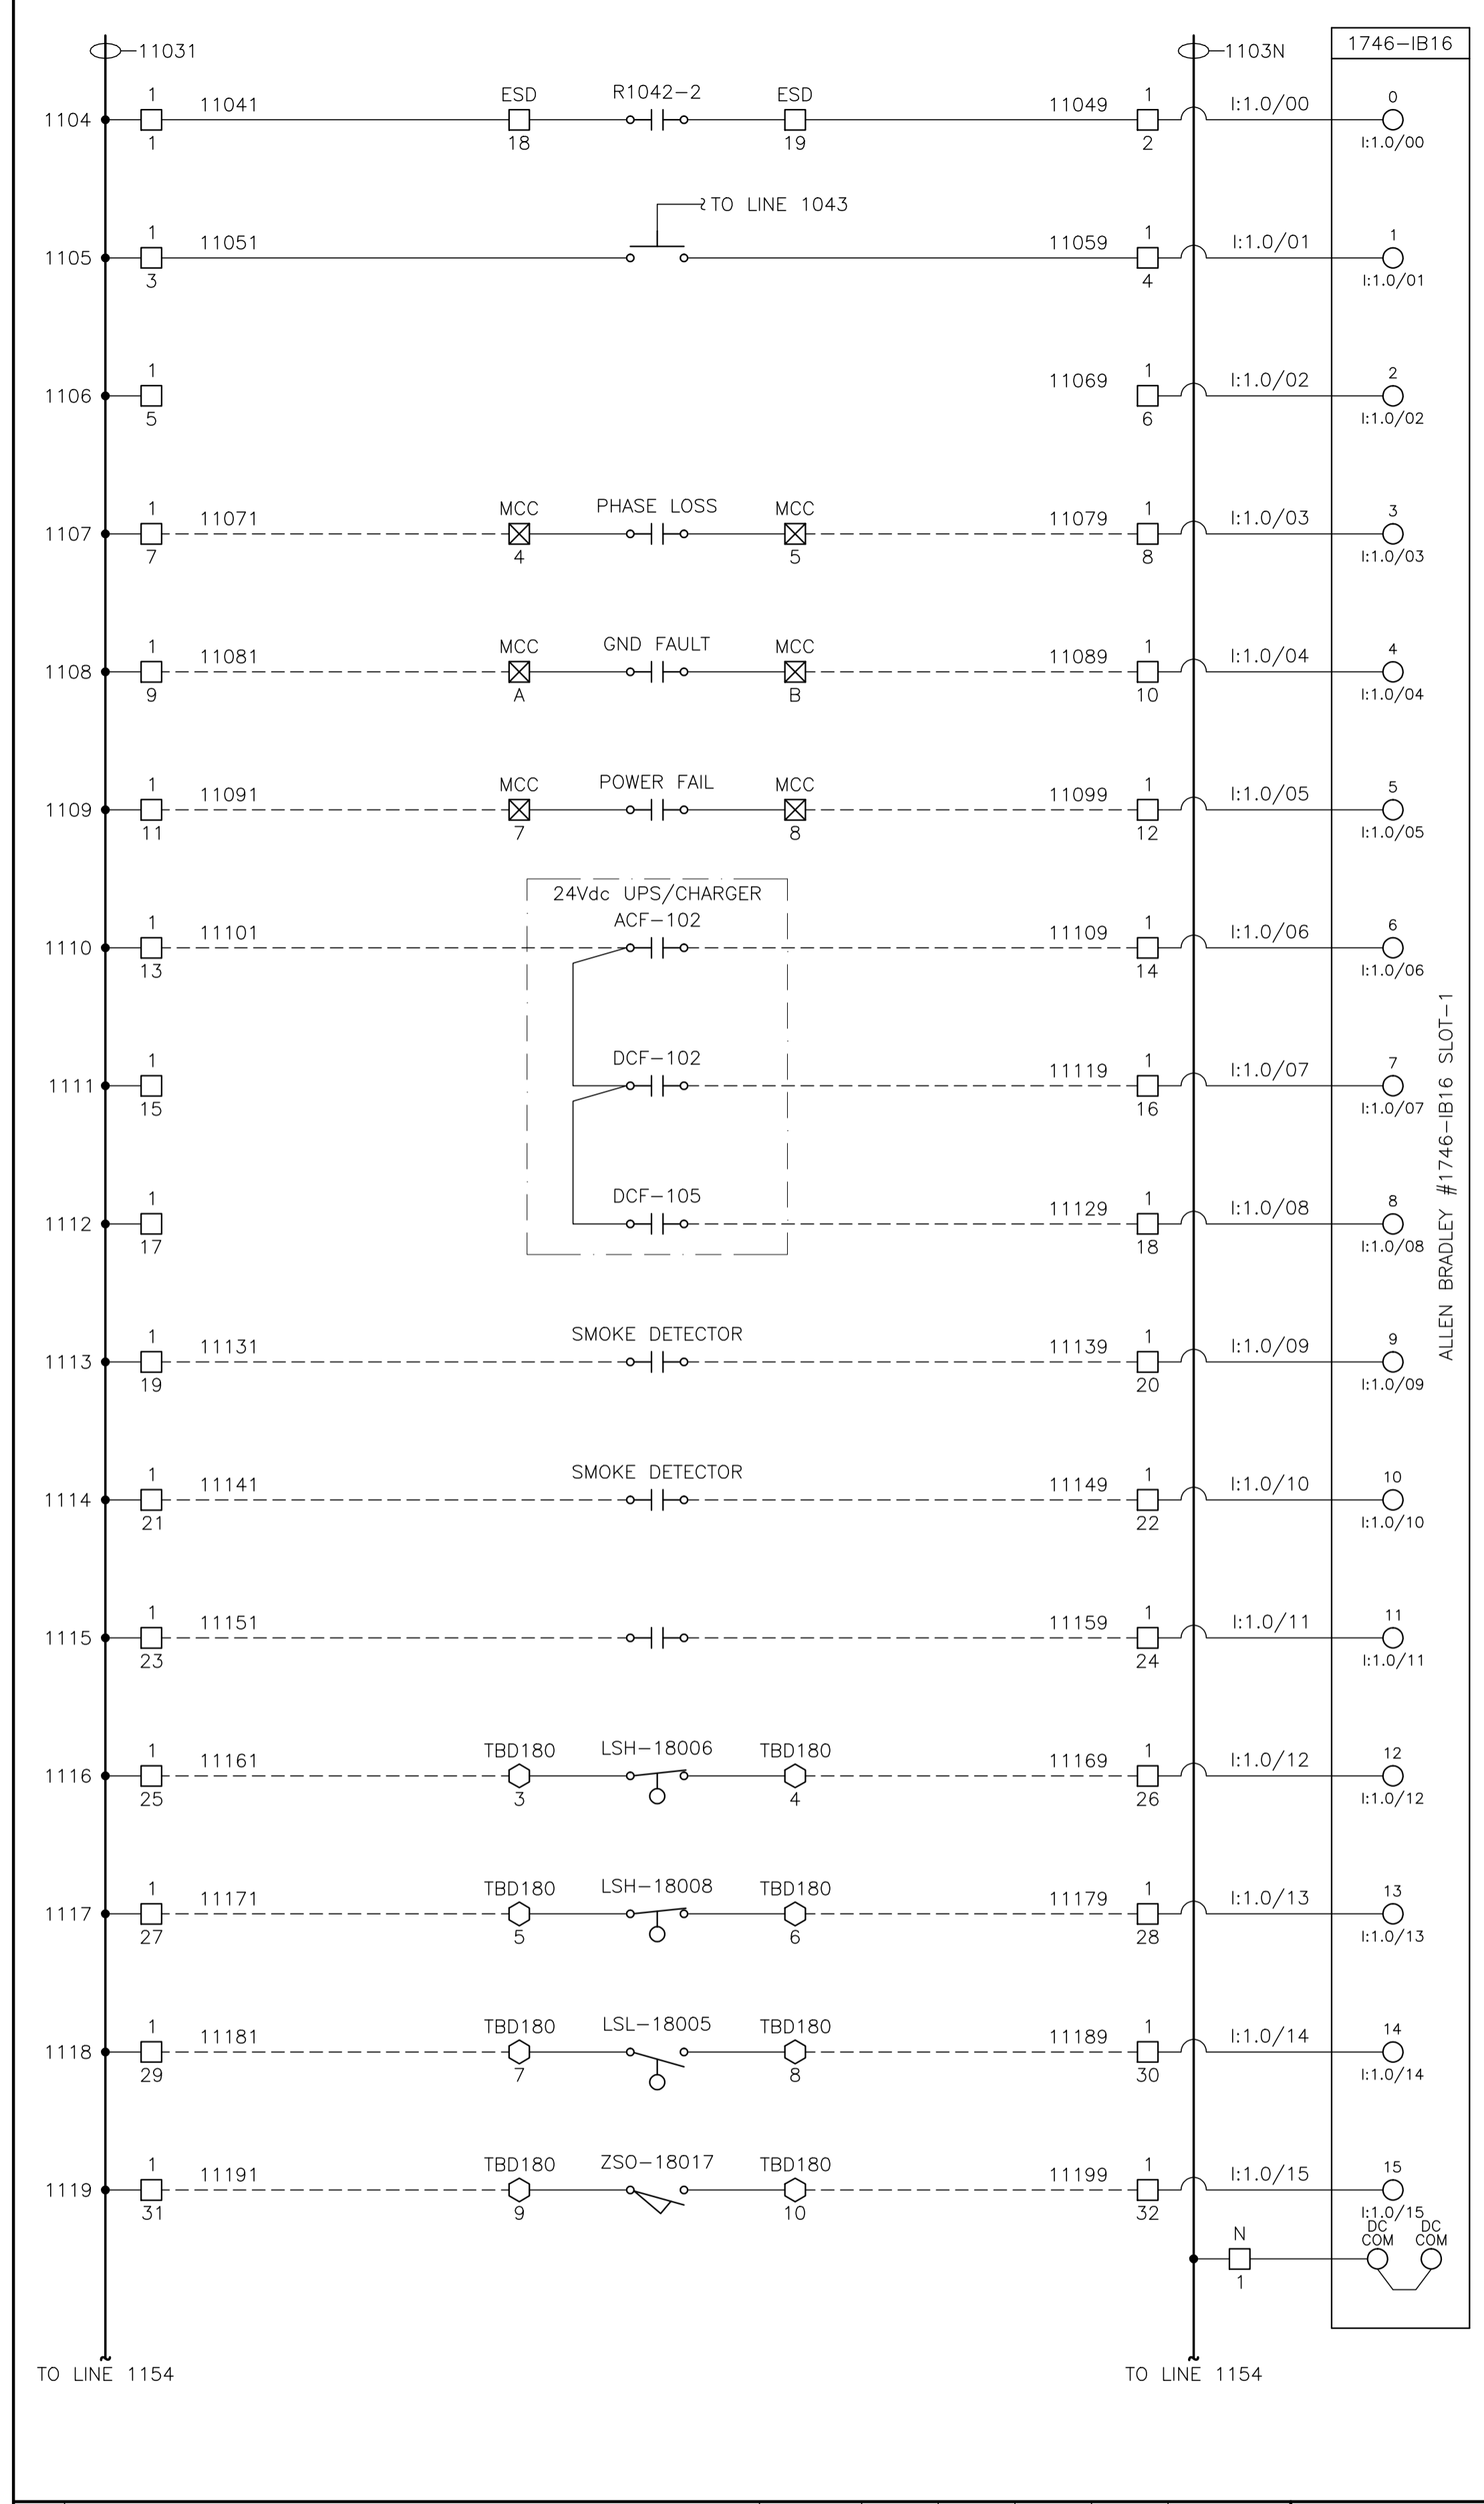 11031
1103N
1746-IB16
1 11041 ESD R1042-2 ESD 11049 1 I:1.0/00 0
1104
1 18 19 2 I:1.0/00
TO LINE 1043
1 11051 11059 1 I:1.0/01 1
1105
3 4 I:1.0/01
1 11069 1 I:1.0/02 2
1106
5 6 I:1.0/02
1 11071 MCC PHASE LOSS MCC 11079 1 I:1.0/03 3
1107
7 4 5 8 I:1.0/03
1 11081 MCC GND FAULT MCC 11089 1 I:1.0/04 4
1108
9 A B 10 I:1.0/04
1 11091 MCC POWER FAIL MCC 11099 1 I:1.0/05 5
1109
11 7 8 12 I:1.0/05
24Vdc UPS/CHARGER
1 11101 ACF-102 11109 1 I:1.0/06 6
1110
13 14 I:1.0/06
1 DCF-102 11119 1 I:1.0/07 7
1111
15 16 I:1.0/07
1 DCF-105 11129 1 I:1.0/08 8
1112
17 18 I:1.0/08
ALLEN BRADLEY #1746-IB16 SLOT-1
1 11131 SMOKE DETECTOR 11139 1 I:1.0/09 9
1113
19 20 I:1.0/09
1 11141 SMOKE DETECTOR 11149 1 I:1.0/10 10
1114
21 22 I:1.0/10
1 11151 11159 1 I:1.0/11 11
1115
23 24 I:1.0/11
1 11161 TBD180 LSH-18006 TBD180 11169 1 I:1.0/12 12
1116
25 3 4 26 I:1.0/12
1 11171 TBD180 LSH-18008 TBD180 11179 1 I:1.0/13 13
1117
27 5 6 28 I:1.0/13
1 11181 TBD180 LSL-18005 TBD180 11189 1 I:1.0/14 14
1118
29 7 8 30 I:1.0/14
1 11191 TBD180 ZSO-18017 TBD180 11199 1 I:1.0/15 15
1119
31 9 10 32 I:1.0/15
N DC COM DC COM
1
TO LINE 1154
TO LINE 1154